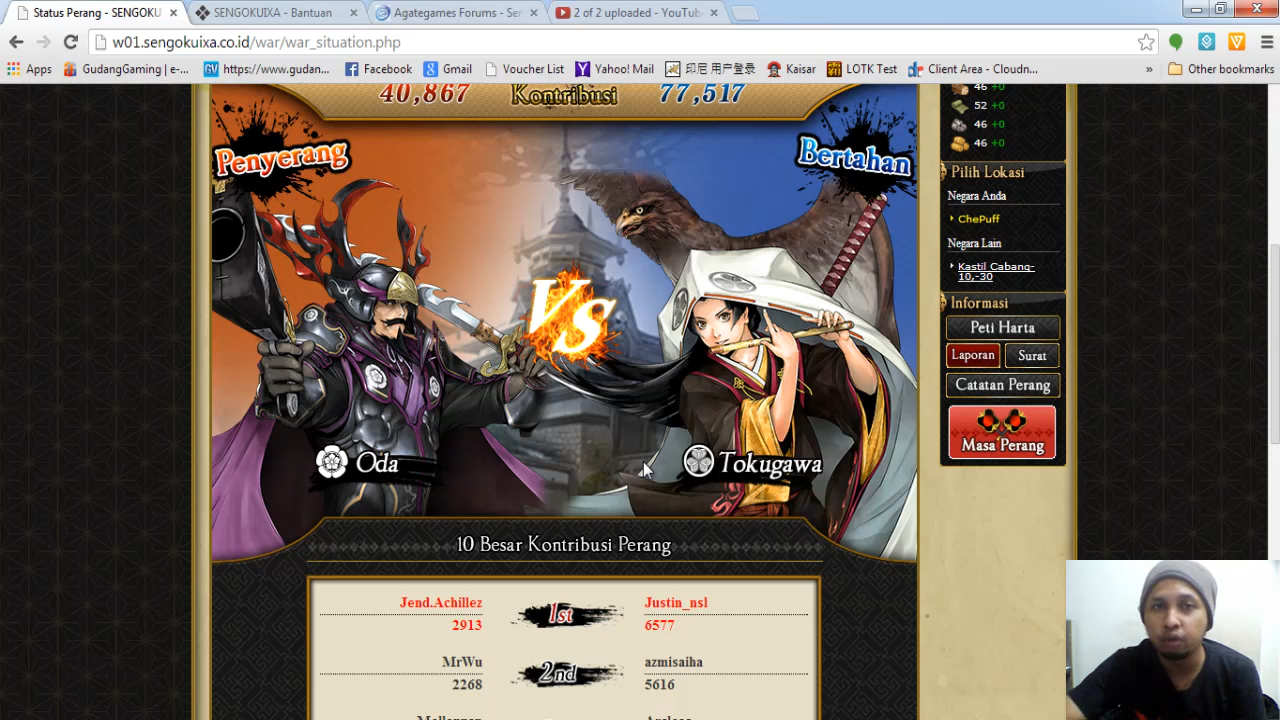 Status Perang - SENGOKU
SENGOKUIXA - Bantuan
Agategames Forums - Ser
2 of 2 uploaded - YouTub
w01.sengokuixa.co.id/war/war_situation.php
Apps
GudangGaming | e-...
https://www.gudan...
Facebook
Gmail
Voucher List
Yahoo! Mail
印尼 用户登录
Kaisar
LOTK Test
Client Area - Cloudn...
»
Other bookmarks
40,867
Kontribusi
77,517
Penyerang
Bertahan
VS
Oda
Tokugawa
10 Besar Kontribusi Perang
Jend.Achillez
1st
Justin_nsl
2913
6577
MrWu
2nd
azmisaiha
2268
5616
46 +0
52 +0
46 +0
46 +0
Pilih Lokasi
Negara Anda
ChePuff
Negara Lain
Kastil Cabang-
10,-30
Informasi
Peti Harta
Laporan
Surat
Catatan Perang
Masa Perang